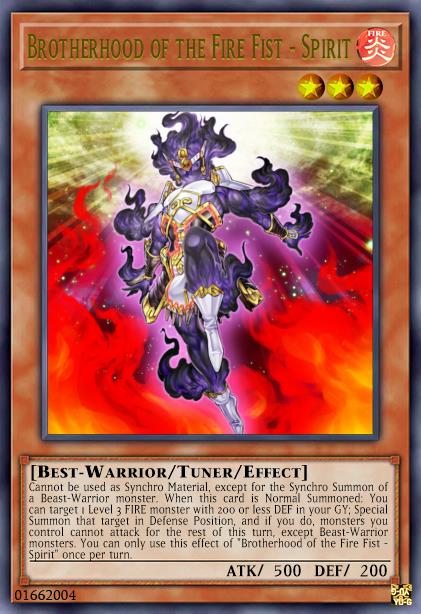 Brotherhood of the Fire Fist - Spirit
FIRE
炎
[Best-Warrior/Tuner/Effect]
Cannot be used as Synchro Material, except for the Synchro Summon of
a Beast-Warrior monster. When this card is Normal Summoned: You
can target 1 Level 3 FIRE monster with 200 or less DEF in your GY; Special
Summon that target in Defense Position, and if you do, monsters you
control cannot attack for the rest of this turn, except Beast-Warrior
monsters. You can only use this effect of "Brotherhood of the Fire Fist -
Spirit" once per turn.
ATK/ 500 DEF/ 200
01662004